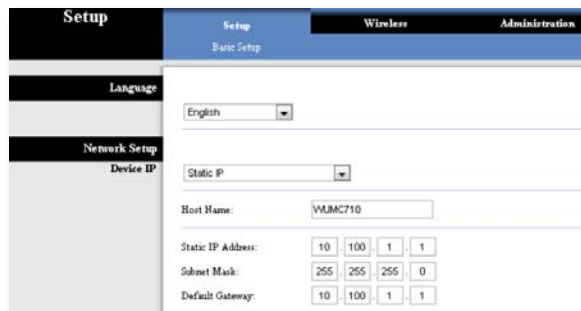 Setup
Setup Wireless Administration
Basic Setup
Language
English
Network Setup
Device IP
Static IP
Host Name: WUMC710
Static IP Address: 10 . 100 . 1 . 1
Subnet Mask: 255 . 255 . 255 . 0
Default Gateway: 10 . 100 . 1 . 1